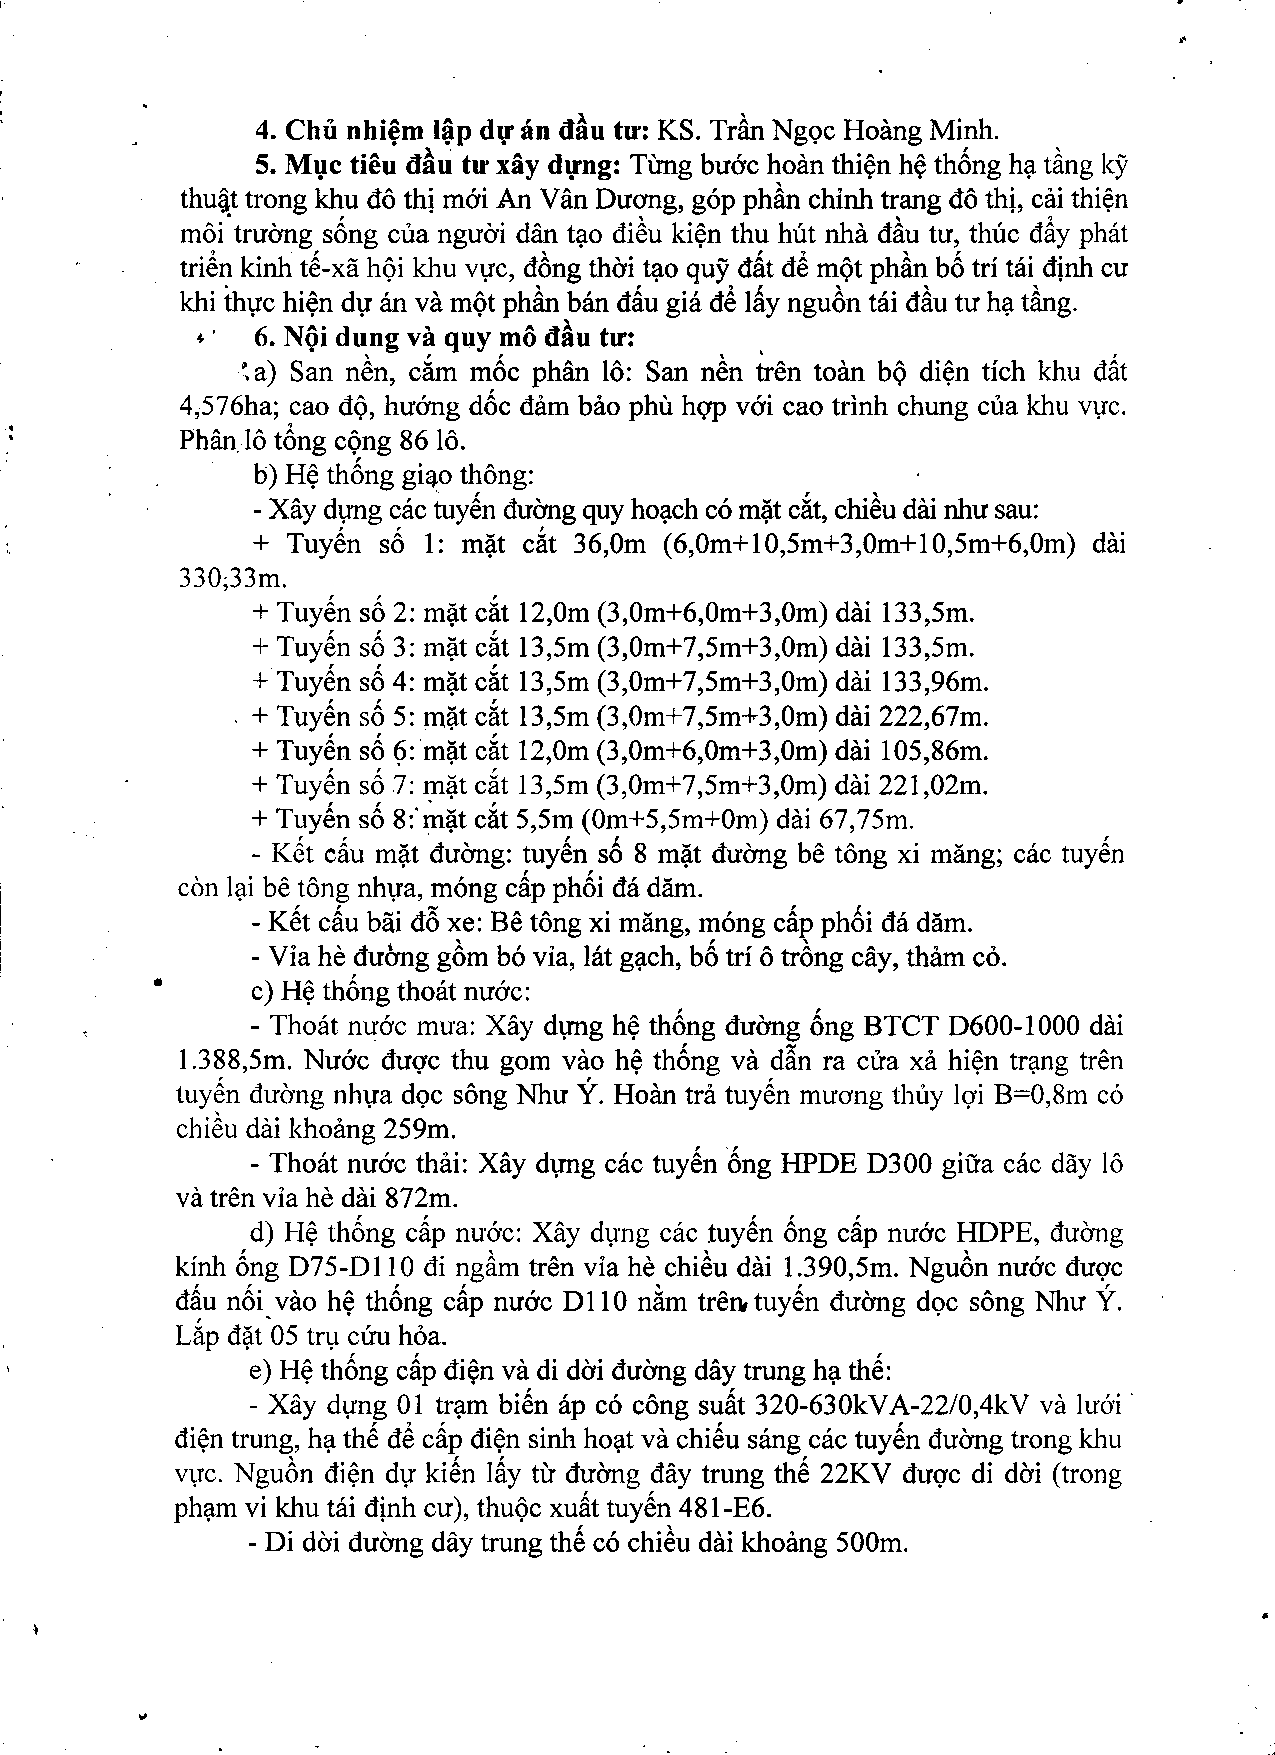 4. Chủ nhiệm lập dự án đầu tư: KS. Trần Ngọc Hoàng Minh.
5. Mục tiêu đầu tư xây dựng: Từng bước hoàn thiện hệ thống hạ tầng kỹ
thuật trong khu đô thị mới An Vân Dương, góp phần chỉnh trang đô thị, cải thiện
môi trường sống của người dân tạo điều kiện thu hút nhà đầu tư, thúc đẩy phát
triển kinh tế-xã hội khu vực, đồng thời tạo quỹ đất để một phần bố trí tái định cư
khi thực hiện dự án và một phần bán đấu giá để lấy nguồn tái đầu tư hạ tầng.
6. Nội dung và quy mô đầu tư:
a) San nền, cắm mốc phân lô: San nền trên toàn bộ diện tích khu đất
4,576ha; cao độ, hướng dốc đảm bảo phù hợp với cao trình chung của khu vực.
Phân lô tổng cộng 86 lô.
b) Hệ thống giao thông:
- Xây dựng các tuyến đường quy hoạch có mặt cắt, chiều dài như sau:
+ Tuyến số 1: mặt cắt 36,0m (6,0m+10,5m+3,0m+10,5m+6,0m) dài
330,33m.
+ Tuyến số 2: mặt cắt 12,0m (3,0m+6,0m+3,0m) dài 133,5m.
+ Tuyến số 3: mặt cắt 13,5m (3,0m+7,5m+3,0m) dài 133,5m.
+ Tuyến số 4: mặt cắt 13,5m (3,0m+7,5m+3,0m) dài 133,96m.
+ Tuyến số 5: mặt cắt 13,5m (3,0m+7,5m+3,0m) dài 222,67m.
+ Tuyến số 6: mặt cắt 12,0m (3,0m+6,0m+3,0m) dài 105,86m.
+ Tuyến số 7: mặt cắt 13,5m (3,0m+7,5m+3,0m) dài 221,02m.
+ Tuyến số 8: mặt cắt 5,5m (0m+5,5m+0m) dài 67,75m.
- Kết cấu mặt đường: tuyến số 8 mặt đường bê tông xi măng; các tuyến
còn lại bê tông nhựa, móng cấp phối đá dăm.
- Kết cấu bãi đỗ xe: Bê tông xi măng, móng cấp phối đá dăm.
- Vỉa hè đường gồm bó vỉa, lát gạch, bố trí ô trồng cây, thảm cỏ.
c) Hệ thống thoát nước:
- Thoát nước mưa: Xây dựng hệ thống đường ống BTCT D600-1000 dài
1.388,5m. Nước được thu gom vào hệ thống và dẫn ra cửa xả hiện trạng trên
tuyến đường nhựa dọc sông Như Ý. Hoàn trả tuyến mương thủy lợi B=0,8m có
chiều dài khoảng 259m.
- Thoát nước thải: Xây dựng các tuyến ống HPDE D300 giữa các dãy lô
và trên vỉa hè dài 872m.
d) Hệ thống cấp nước: Xây dựng các tuyến ống cấp nước HDPE, đường
kính ống D75-D110 đi ngầm trên vỉa hè chiều dài 1.390,5m. Nguồn nước được
đấu nối vào hệ thống cấp nước D110 nằm trên tuyến đường dọc sông Như Ý.
Lắp đặt 05 trụ cứu hỏa.
e) Hệ thống cấp điện và di dời đường dây trung hạ thế:
- Xây dựng 01 trạm biến áp có công suất 320-630kVA-22/0,4kV và lưới
điện trung, hạ thế để cấp điện sinh hoạt và chiếu sáng các tuyến đường trong khu
vực. Nguồn điện dự kiến lấy từ đường đây trung thế 22KV được di dời (trong
phạm vi khu tái định cư), thuộc xuất tuyến 481-E6.
- Di dời đường dây trung thế có chiều dài khoảng 500m.